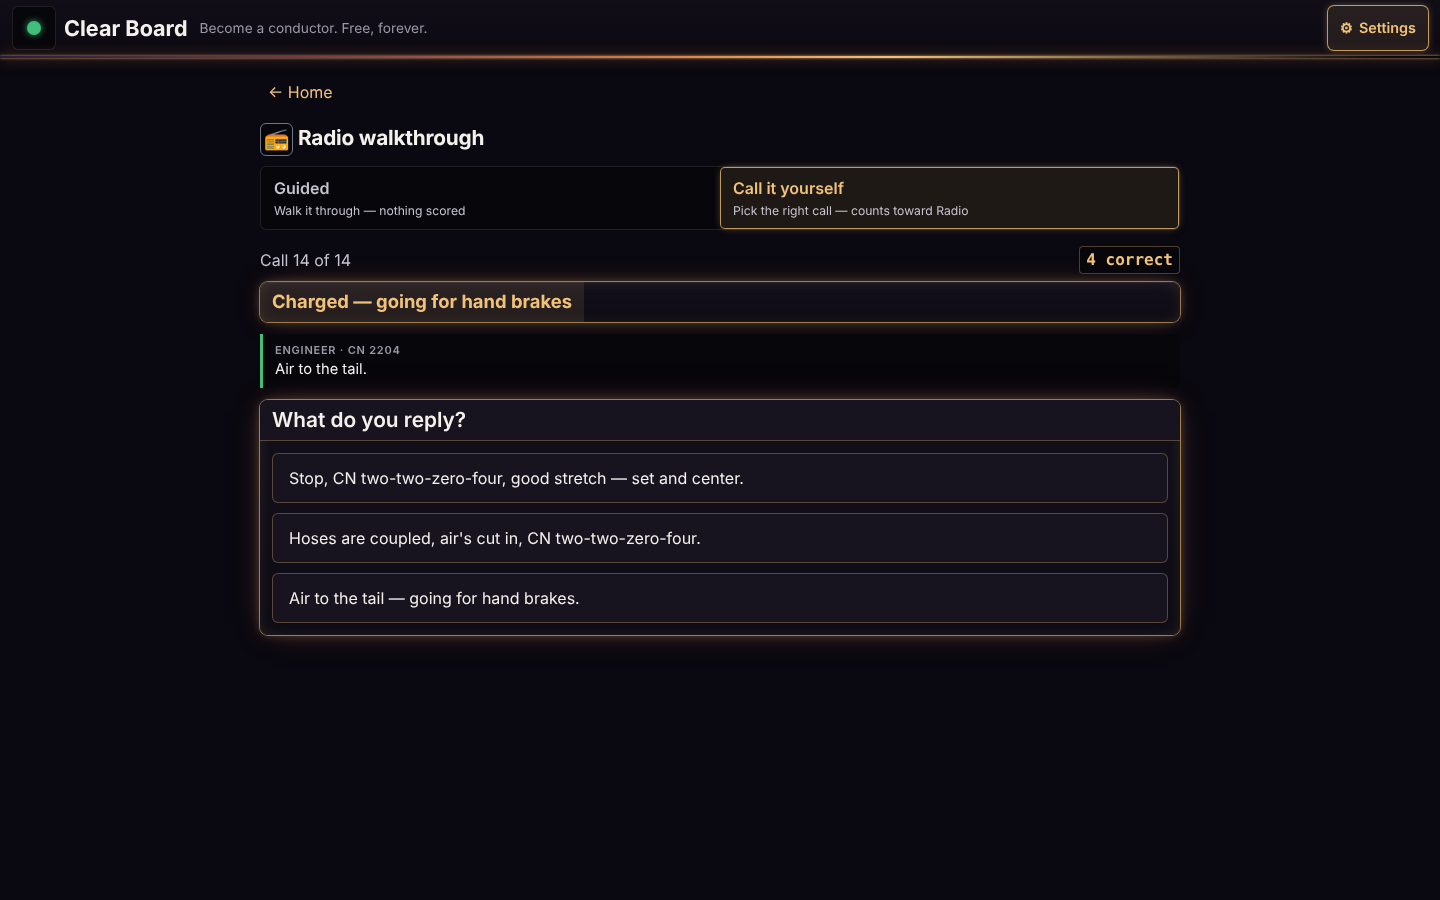 Clear Board
Become a conductor. Free, forever.
⚙ Settings
← Home
Radio walkthrough
Guided
Walk it through — nothing scored
Call it yourself
Pick the right call — counts toward Radio
Call 14 of 14
4 correct
Charged — going for hand brakes
ENGINEER · CN 2204
Air to the tail.
What do you reply?
Stop, CN two-two-zero-four, good stretch — set and center.
Hoses are coupled, air's cut in, CN two-two-zero-four.
Air to the tail — going for hand brakes.